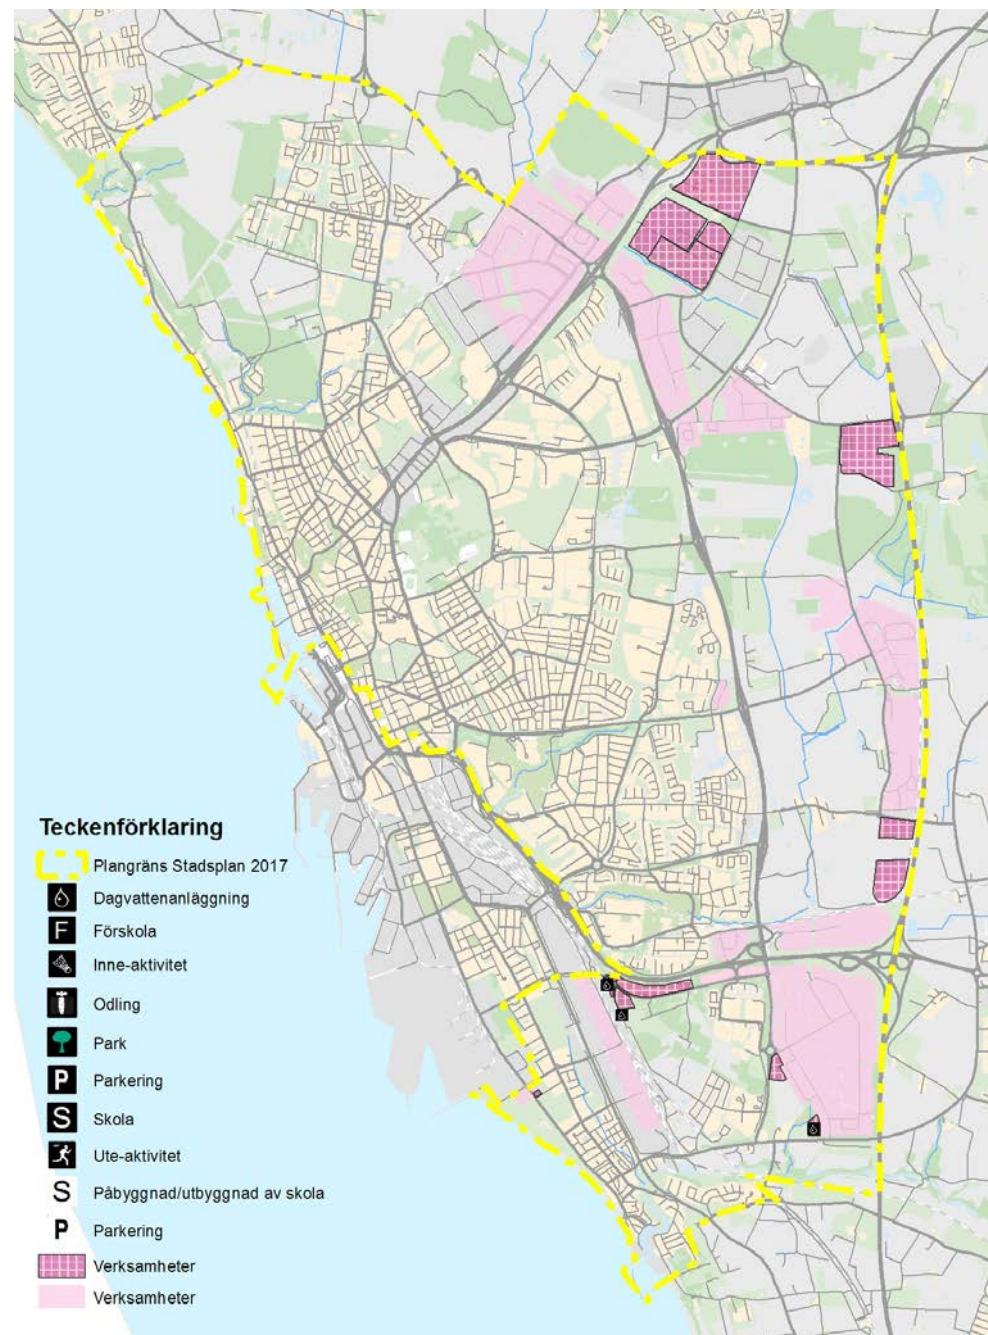 Teckenförklaring
Plangräns Stadsplan 2017
Dagvattenanläggning
F Förskola
Inne-aktivitet
Odling
Park
P Parkering
S Skola
Ute-aktivitet
S Påbyggnad/utbyggnad av skola
P Parkering
Verksamheter
Verksamheter